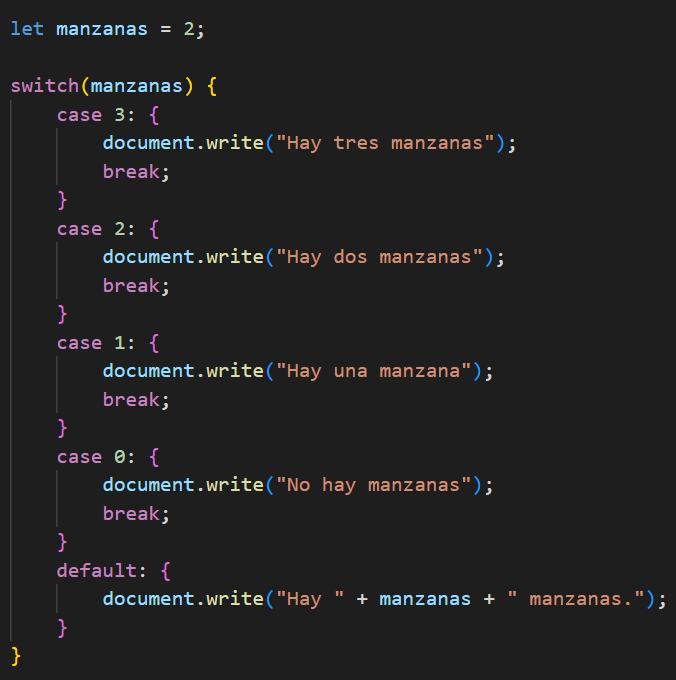 let manzanas = 2;
switch(manzanas) {
case 3: {
document.write("Hay tres manzanas");
break;
}
case 2: {
document.write("Hay dos manzanas");
break;
}
case 1: {
document.write("Hay una manzana");
break;
}
case 0: {
document.write("No hay manzanas");
break;
}
default: {
document.write("Hay " + manzanas + " manzanas.");
}
}